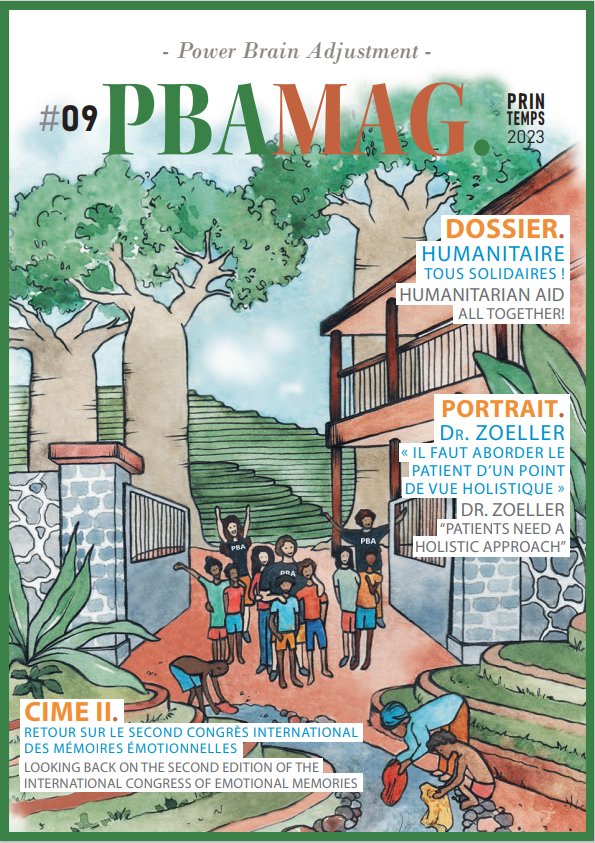 - Power Brain Adjustment -
#09 PBAMAG.
PRIN
TEMPS
2023
DOSSIER.
HUMANITAIRE
TOUS SOLIDAIRES !
HUMANITARIAN AID
ALL TOGETHER!
PORTRAIT.
DR. ZOELLER
« IL FAUT ABORDER LE
PATIENT D'UN POINT
DE VUE HOLISTIQUE »
DR. ZOELLER
“PATIENTS NEED A
HOLISTIC APPROACH”
PBA
PBA
PBA
CIME II.
RETOUR SUR LE SECOND CONGRÈS INTERNATIONAL
DES MÉMOIRES ÉMOTIONNELLES
LOOKING BACK ON THE SECOND EDITION OF THE
INTERNATIONAL CONGRESS OF EMOTIONAL MEMORIES